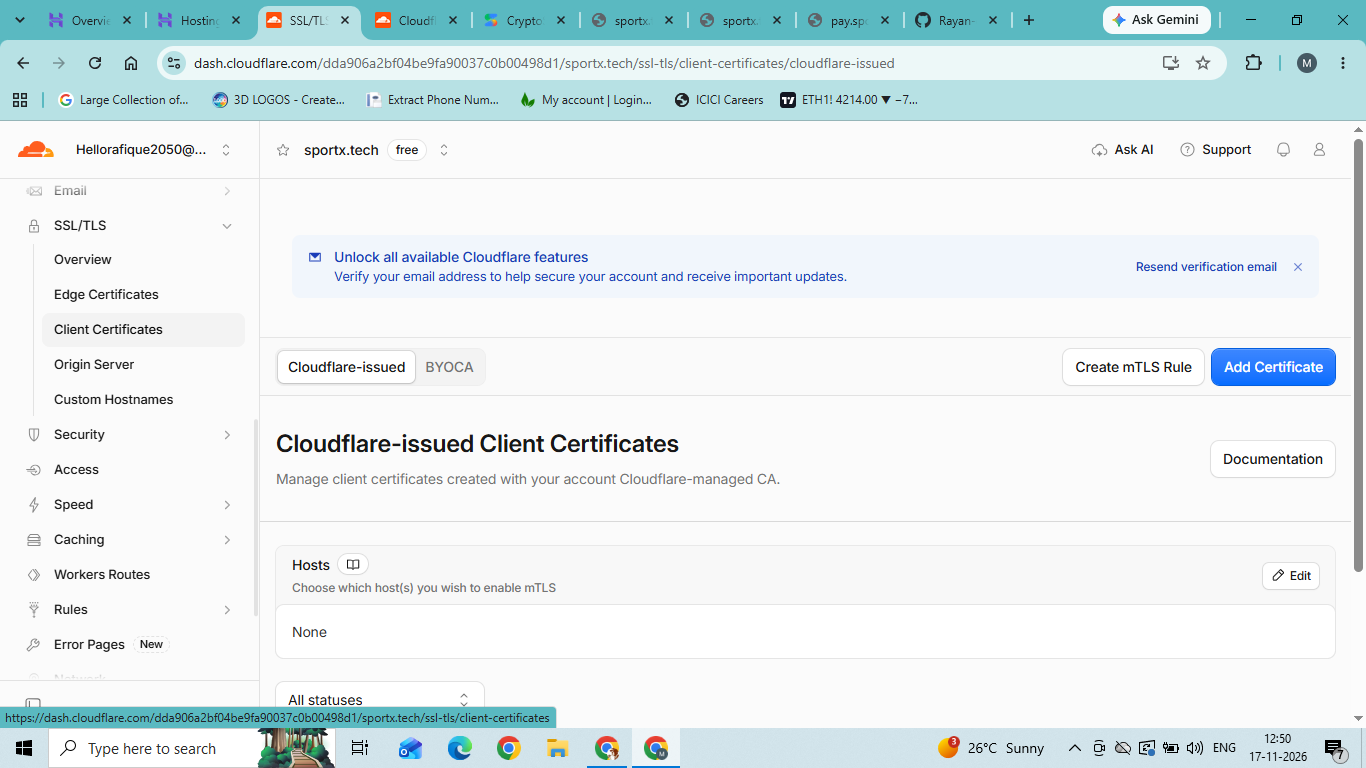 Overvie
Hosting
SSL/TLS
Cloudfl
Crypto
sportx.
sportx.
pay.spo
Rayan-
Ask Gemini
dash.cloudflare.com/dda906a2bf04be9fa90037c0b00498d1/sportx.tech/ssl-tls/client-certificates/cloudflare-issued
M
Large Collection of...
3D LOGOS - Create...
Extract Phone Num...
My account | Login...
ICICI Careers
ETH1! 4214.00 ▼ −7...
Hellorafique2050@...
sportx.tech
free
Ask AI
Support
Email
SSL/TLS
Overview
Edge Certificates
Client Certificates
Origin Server
Custom Hostnames
Security
Access
Speed
Caching
Workers Routes
Rules
Error Pages New
Network
Unlock all available Cloudflare features
Verify your email address to help secure your account and receive important updates.
Resend verification email
Cloudflare-issued
BYOCA
Create mTLS Rule
Add Certificate
Cloudflare-issued Client Certificates
Manage client certificates created with your account Cloudflare-managed CA.
Documentation
Hosts
Choose which host(s) you wish to enable mTLS
Edit
None
All statuses
https://dash.cloudflare.com/dda906a2bf04be9fa90037c0b00498d1/sportx.tech/ssl-tls/client-certificates
Type here to search
3
26°C Sunny
ENG
12:50
17-11-2026
7